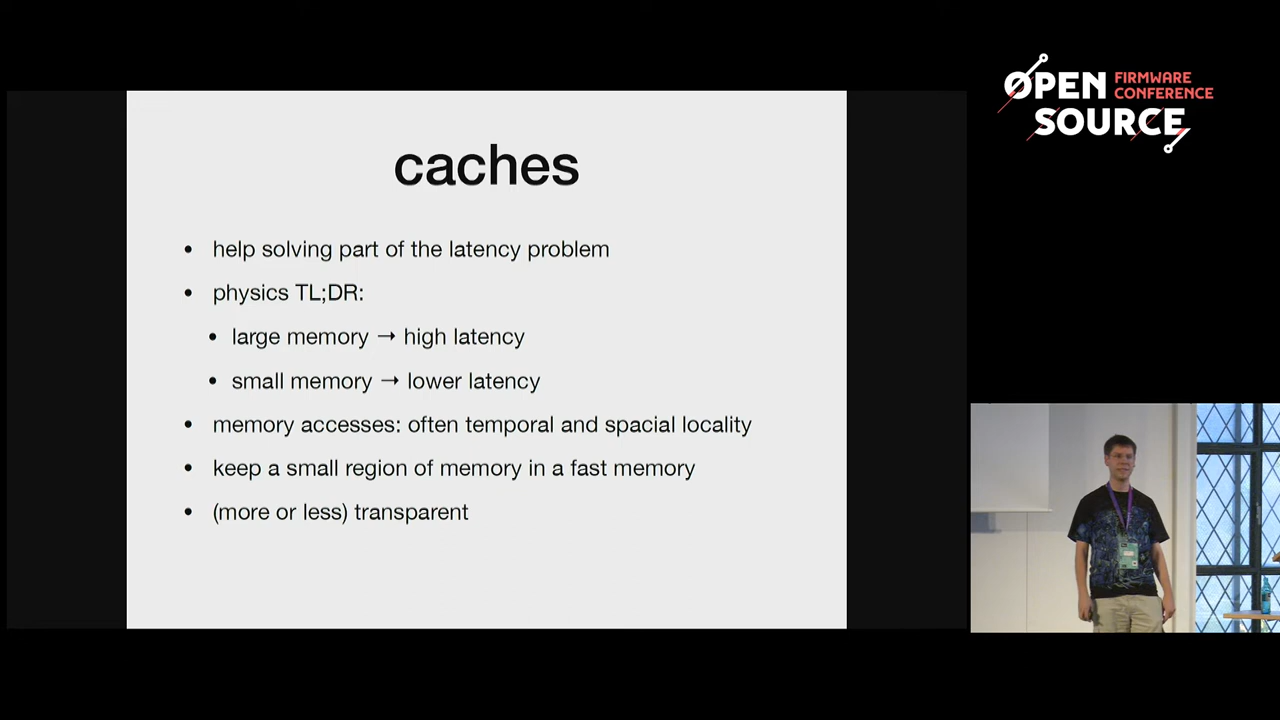 OPEN FIRMWARE
CONFERENCE
SOURCE
caches
• help solving part of the latency problem
• physics TL;DR:
• large memory → high latency
• small memory → lower latency
• memory accesses: often temporal and spacial locality
• keep a small region of memory in a fast memory
• (more or less) transparent